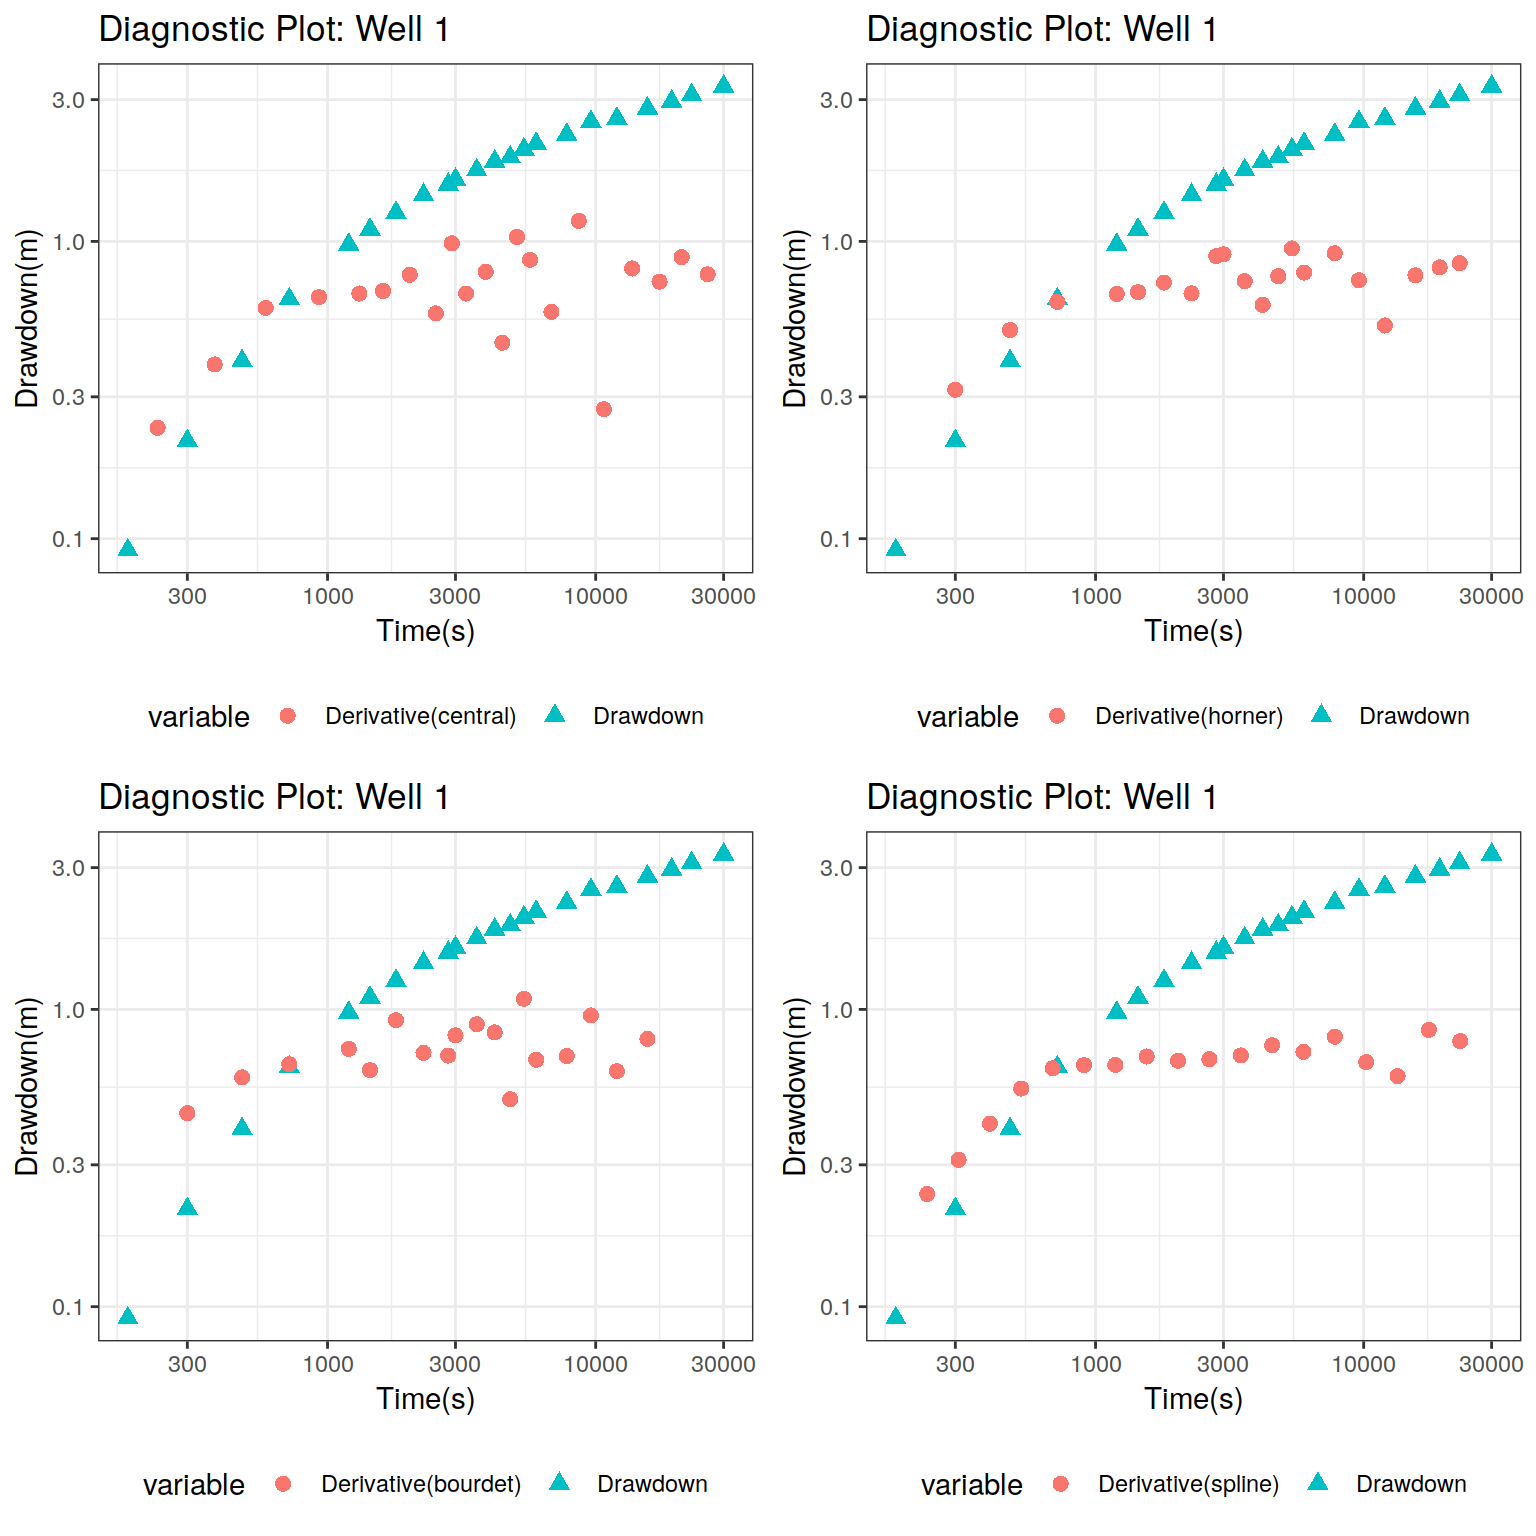 Diagnostic Plot: Well 1
Drawdown(m)
3.0
1.0
0.3
0.1
300 1000 3000 10000 30000
Time(s)
variable Derivative(central) Drawdown
Diagnostic Plot: Well 1
Drawdown(m)
3.0
1.0
0.3
0.1
300 1000 3000 10000 30000
Time(s)
variable Derivative(horner) Drawdown
Diagnostic Plot: Well 1
Drawdown(m)
3.0
1.0
0.3
0.1
300 1000 3000 10000 30000
Time(s)
variable Derivative(bourdet) Drawdown
Diagnostic Plot: Well 1
Drawdown(m)
3.0
1.0
0.3
0.1
300 1000 3000 10000 30000
Time(s)
variable Derivative(spline) Drawdown